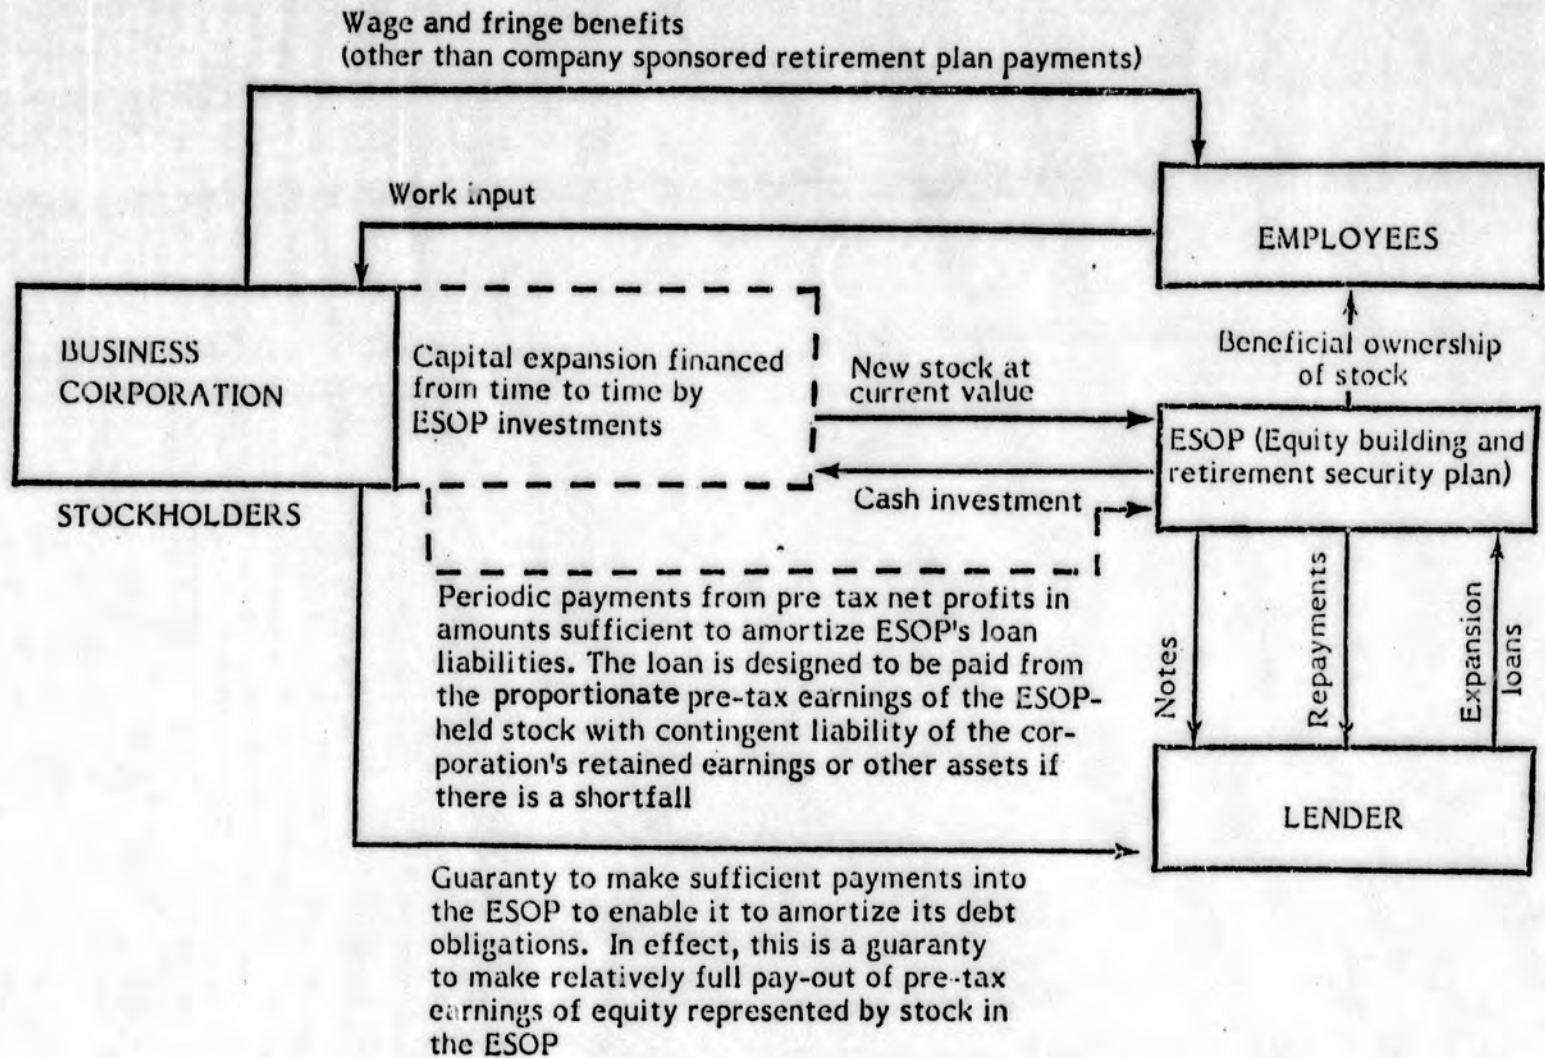 Wage and fringe benefits
(other than company sponsored retirement plan payments)
Work input
EMPLOYEES
BUSINESS
CORPORATION
STOCKHOLDERS
Capital expansion financed
from time to time by
ESOP investments
New stock at
current value
Cash investment
Beneficial ownership
of stock
ESOP (Equity building and
retirement security plan)
Periodic payments from pre tax net profits in
amounts sufficient to amortize ESOP's loan
liabilities. The loan is designed to be paid from
the proportionate pre-tax earnings of the ESOP-
held stock with contingent liability of the cor-
poration's retained earnings or other assets if
there is a shortfall
Notes
Repayments
Expansion
loans
LENDER
Guaranty to make sufficient payments into
the ESOP to enable it to amortize its debt
obligations. In effect, this is a guaranty
to make relatively full pay-out of pre-tax
earnings of equity represented by stock in
the ESOP